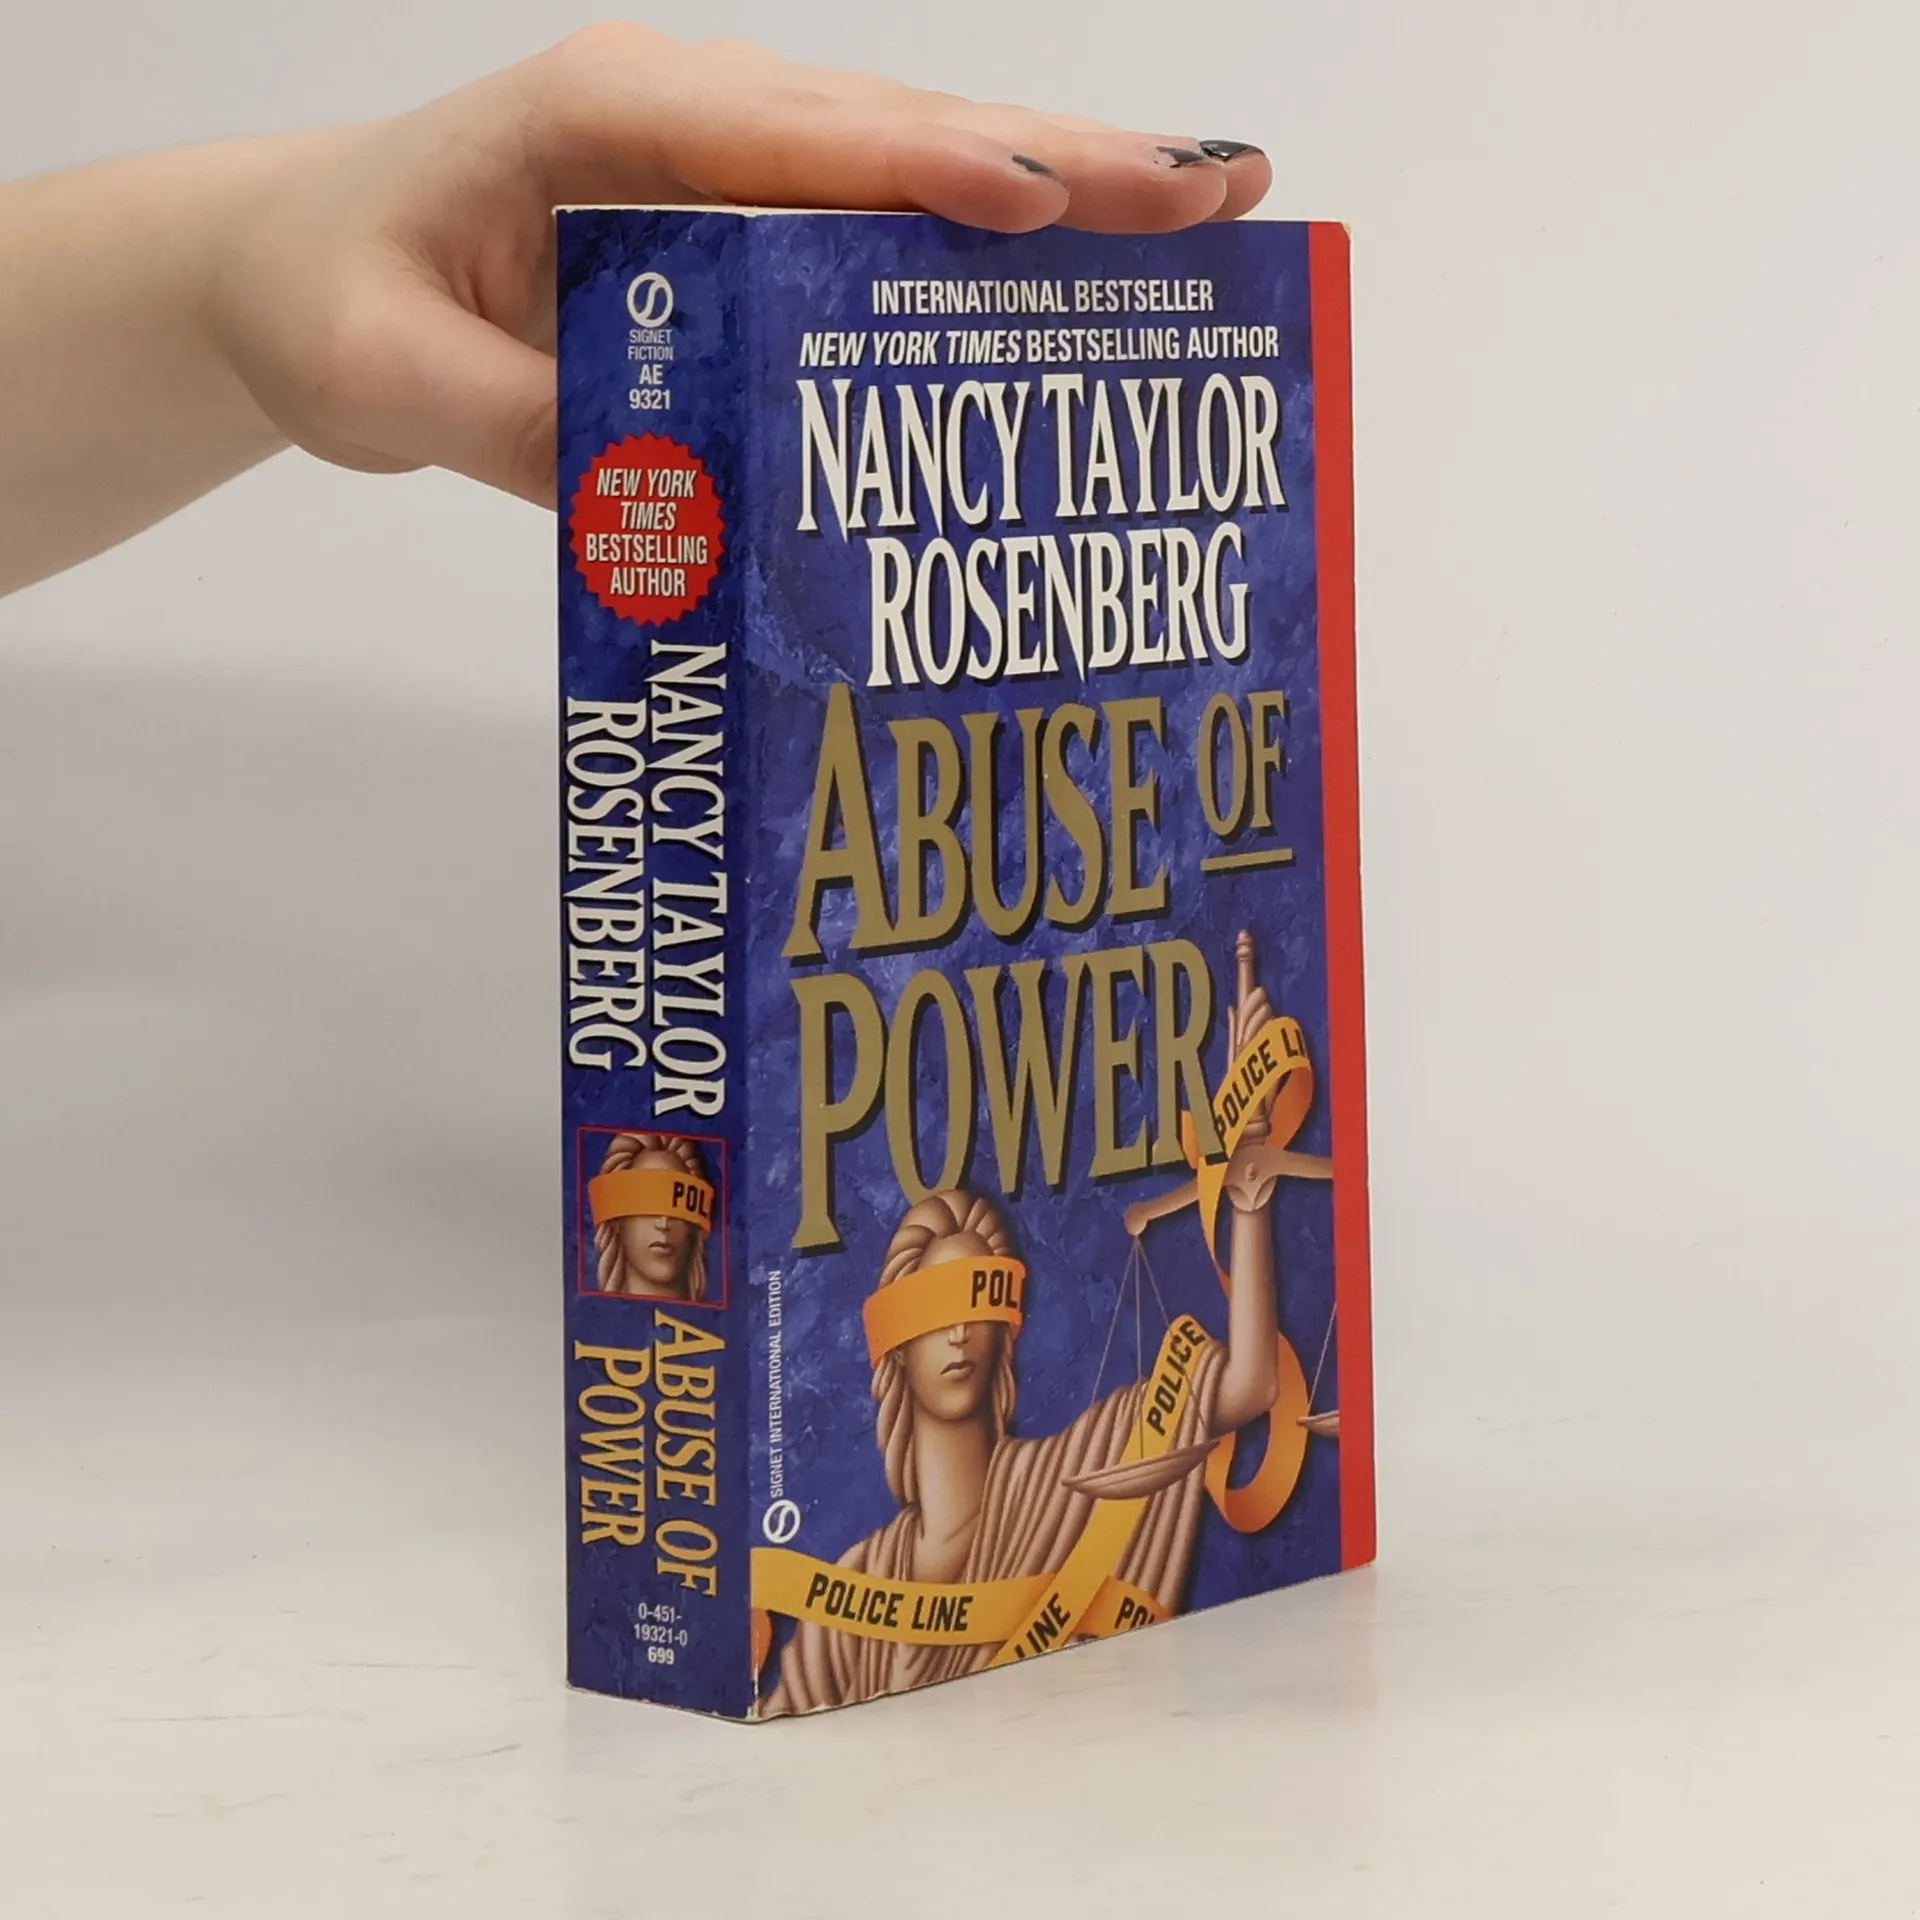 SIGNET
FICTION
AE
9321
NEW YORK
TIMES
BESTSELLING
AUTHOR
NANCY TAYLOR
ROSENBERG
POL
ABUSE OF
POWER
0-451-
19321-0
699
INTERNATIONAL BESTSELLER
NEW YORK TIMES BESTSELLING AUTHOR
NANCY TAYLOR
ROSENBERG
ABUSE OF
POWER
POLICE LI
POL
POLICE
SIGNET INTERNATIONAL EDITION
POLICE LINE
LINE
POL